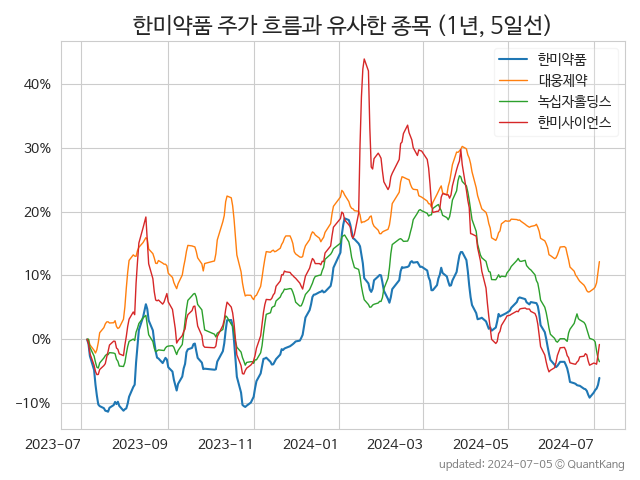 한미약품 주가 흐름과 유사한 종목 (1년, 5일선)
한미약품
대웅제약
녹십자홀딩스
한미사이언스
40%
30%
20%
10%
0%
−10%
2023-07 2023-09 2023-11 2024-01 2024-03 2024-05 2024-07
updated: 2024-07-05 © QuantKang